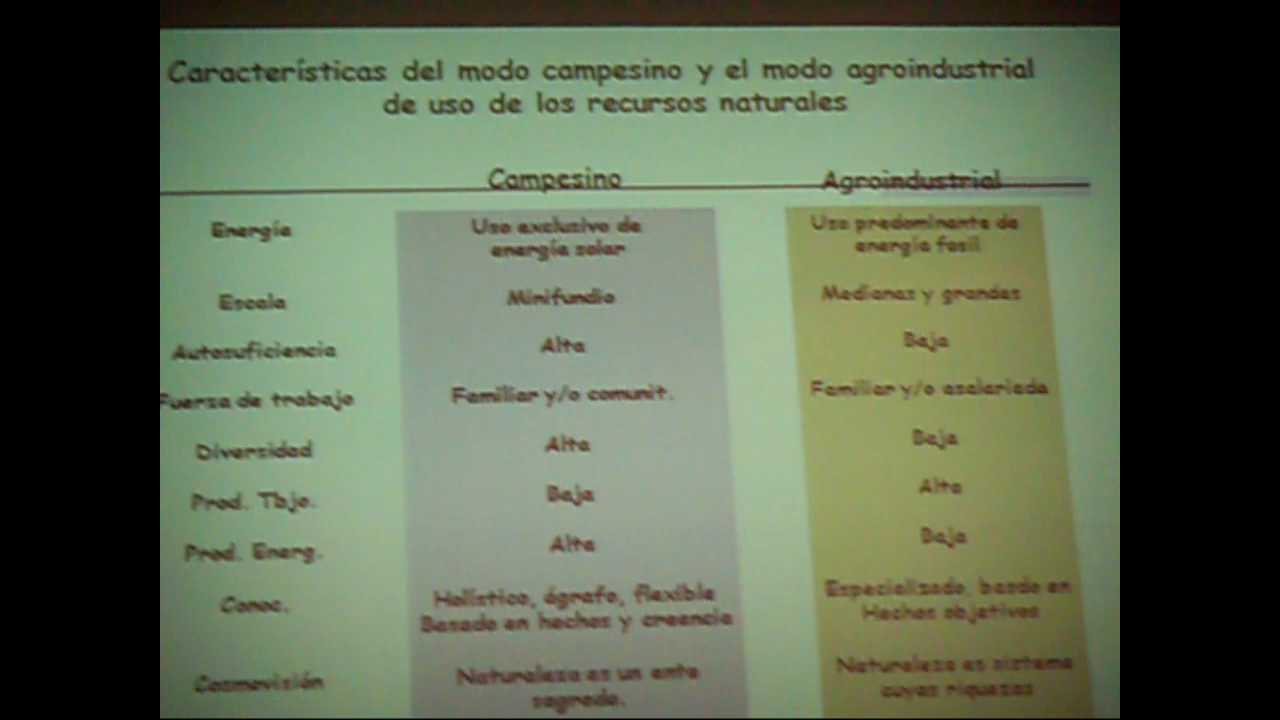 Características del modo campesino y el modo agroindustrial
de uso de los recursos naturales
Campesino Agroindustrial
Energía Uso exclusivo de Uso predominante de
energía solar energía fosil
Escala Minifundio Medianas y grandes
Autosuficiencia Alta Baja
Fuerza de trabajo Familiar y/o comunit. Familiar y/o asalariada
Diversidad Alta Baja
Prod. Tbjo. Baja Alta
Prod. Energ. Alta Baja
Conoc. Holístico, ágrafo, flexible Especializado, basdo en
Basado en hechos y creencia Hechos objetivos
Cosmovisión Naturaleza es un ente Naturaleza es sistema
sagrado. cuyas riquezas